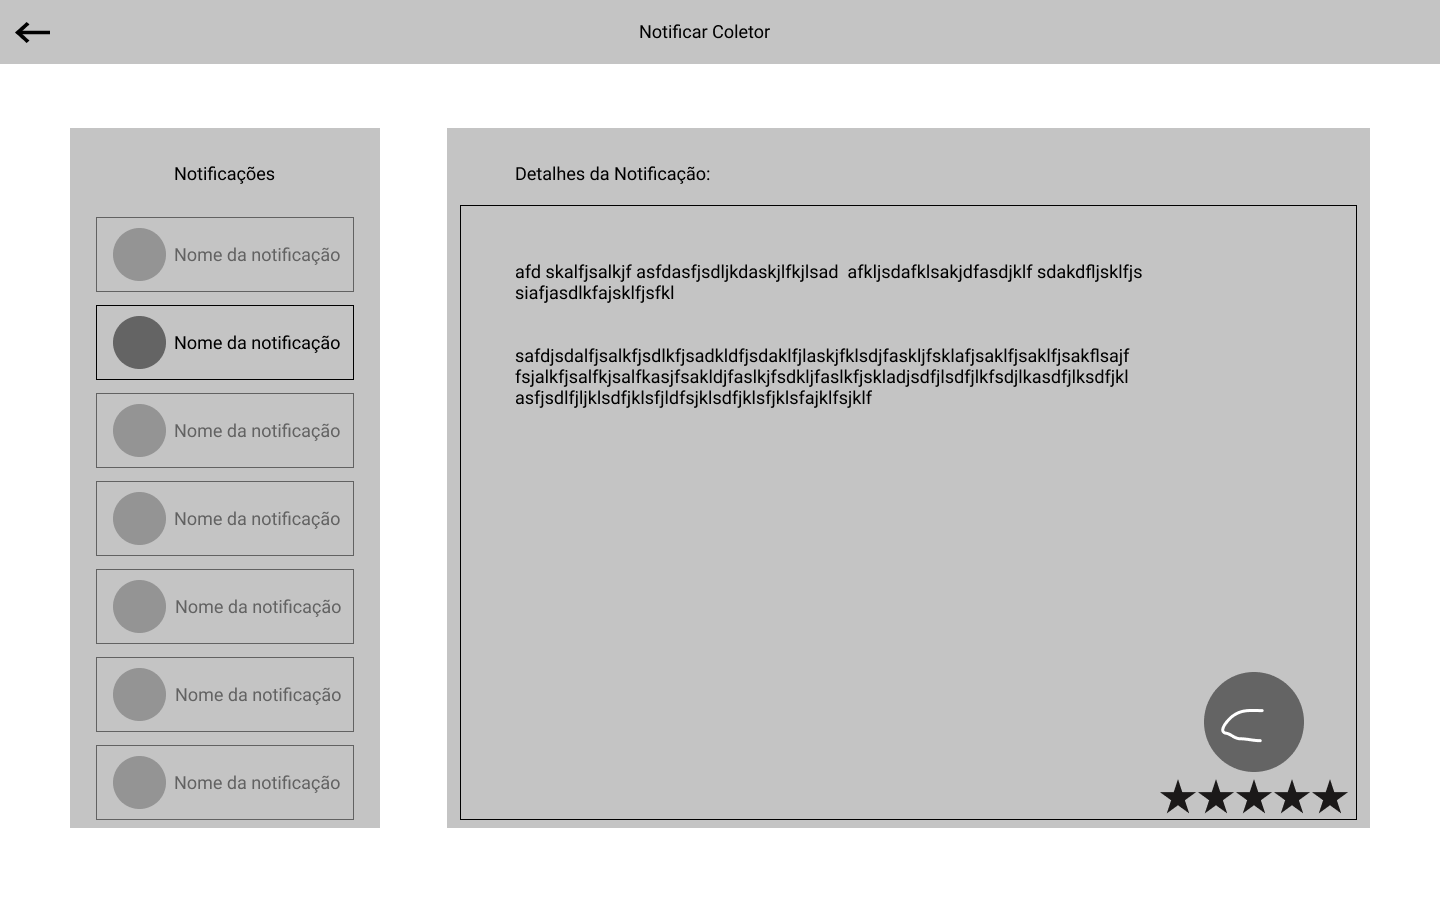 Notificar Coletor
Notificações
Nome da notificação
Nome da notificação
Nome da notificação
Nome da notificação
Nome da notificação
Nome da notificação
Nome da notificação
Detalhes da Notificação:
afd skalfjsalkjf asfdasfjsdljkdaskjlfkjlsad  afkljsdafklsakjdfasdjklf sdakdfljsklfjs
siafjasdlkfajsklfjsfkl
safdjsdalfjsalkfjsdlkfjsadkldfjsdaklfjlaskjfklsdjfaskljfsklafjsaklfjsaklfjsakflsajf
fsjalkfjsalfkjsalfkasjfsakldjfaslkjfsdkljfaslkfjskladjsdfjlsdfjlkfsdjlkasdfjlksdfjkl
asfjsdlfjljklsdfjklsfjldfsjklsdfjklsfjklsfajklfsjklf